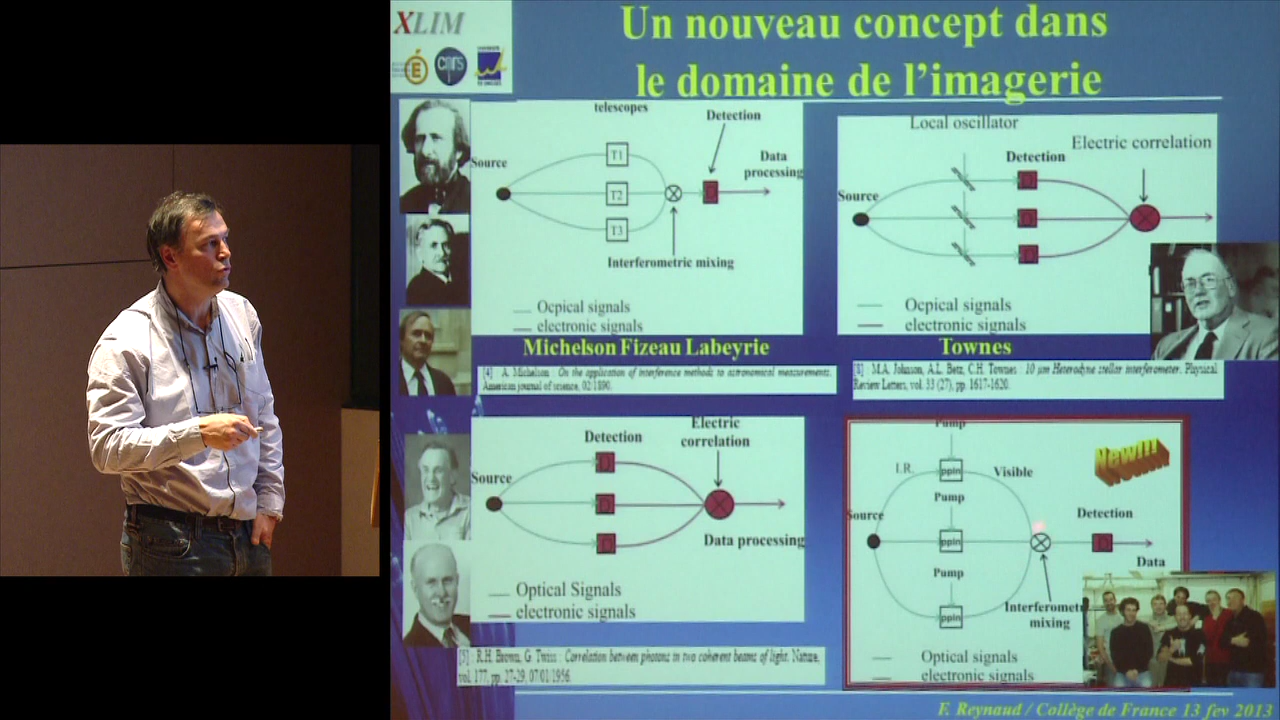 XLIM
CNRS
Un nouveau concept dans
le domaine de l'imagerie
telescopes
Detection
Source
T1
T2
T3
Data
processing
Interferometric mixing
Ocpical signals
electronic signals
Michelson Fizeau Labeyrie
[4] A. Michelson On the application of interference methods to astronomical measurements.
American journal of science, 02/1890.
Local oscillator
Electric correlation
Detection
Source
Ocpical signals
electronic signals
Townes
M.A. Johnson, A.L. Betz, C.H. Townes 10 µm Heterodyne stellar interferometer. Physical
Review Letters, vol. 33 (27), pp. 1617-1620.
Electric
correlation
Detection
Source
D
D
D
Data processing
Optical Signals
electronic signals
R.H. Brown, G. Twiss : Correlation between photons in two coherent beams of light. Nature,
vol. 177, pp. 27-29, 07/01/1956.
Pump
New!!!
I.R.
ppln
Visible
Pump
Source
Detection
ppln
Data
Pump
Interferomet
mixing
ppln
Optical signals
electronic signals
F. Reynaud / Collège de France 13 fev 2013